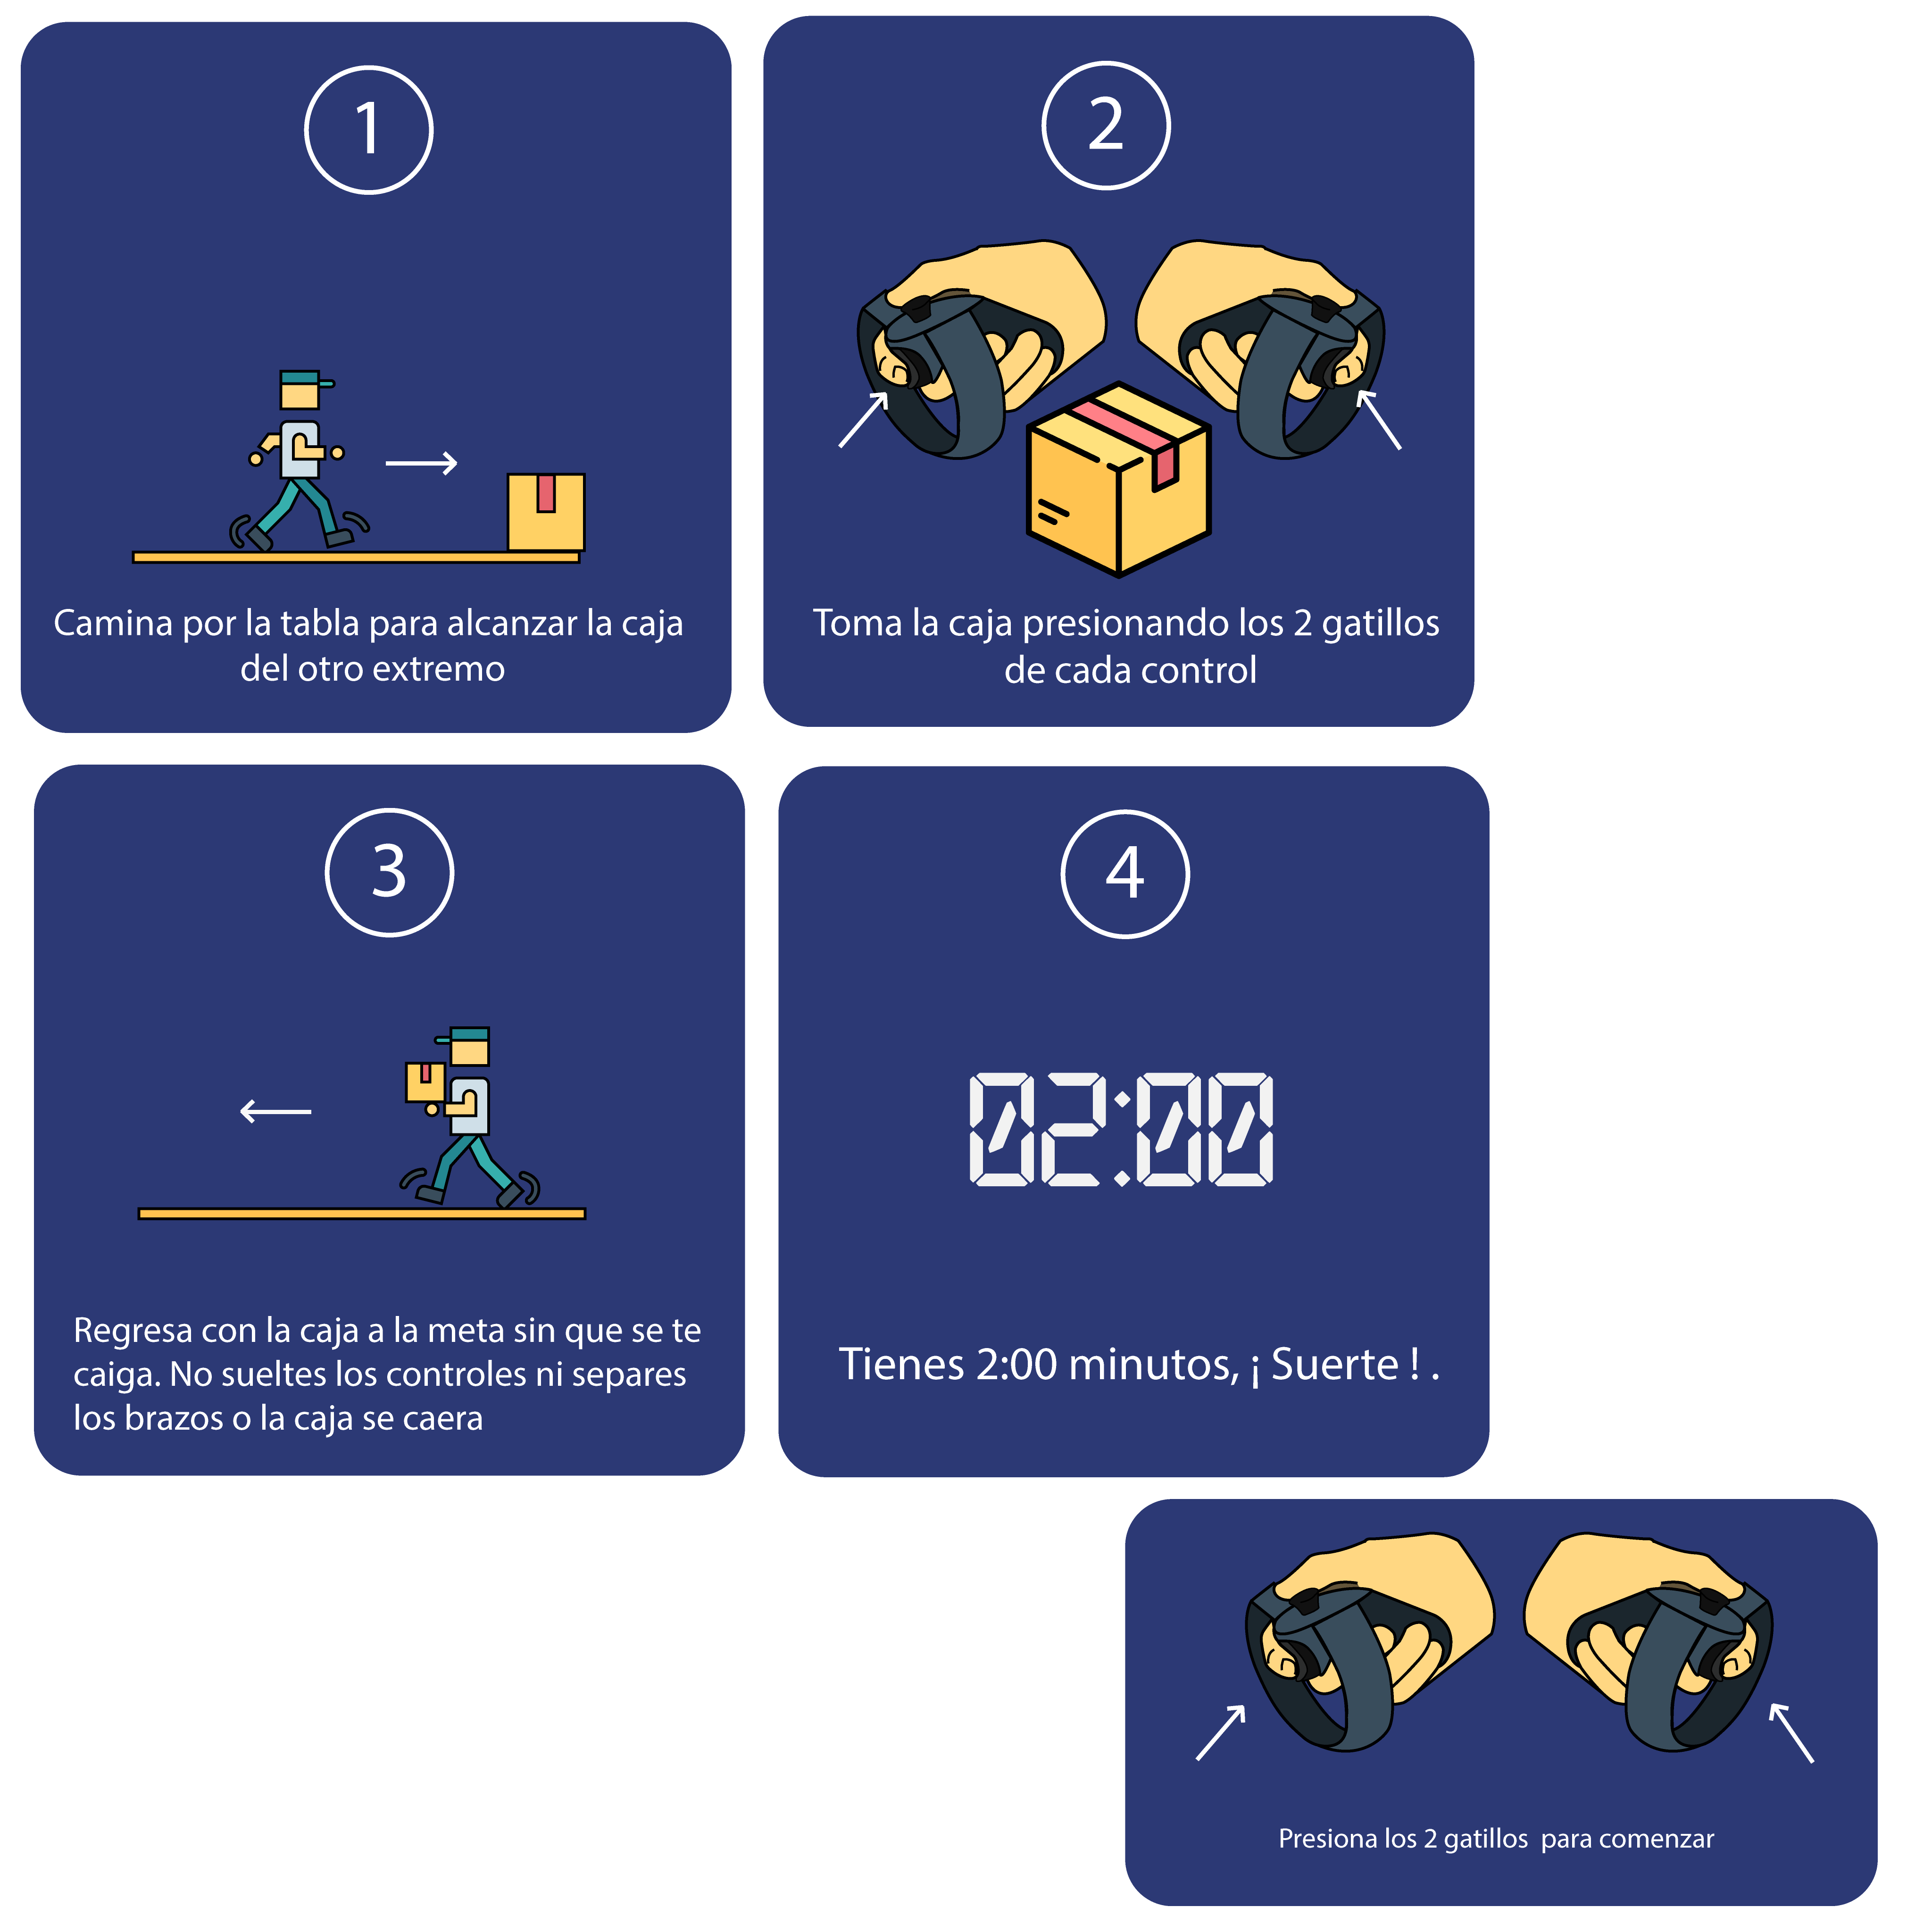 1
Camina por la tabla para alcanzar la caja
del otro extremo
2
Toma la caja presionando los 2 gatillos
de cada control
3
Regresa con la caja a la meta sin que se te
caiga. No sueltes los controles ni separes
los brazos o la caja se caera
4
02:00
Tienes 2:00 minutos, ¡ Suerte ! .
Presiona los 2 gatillos  para comenzar